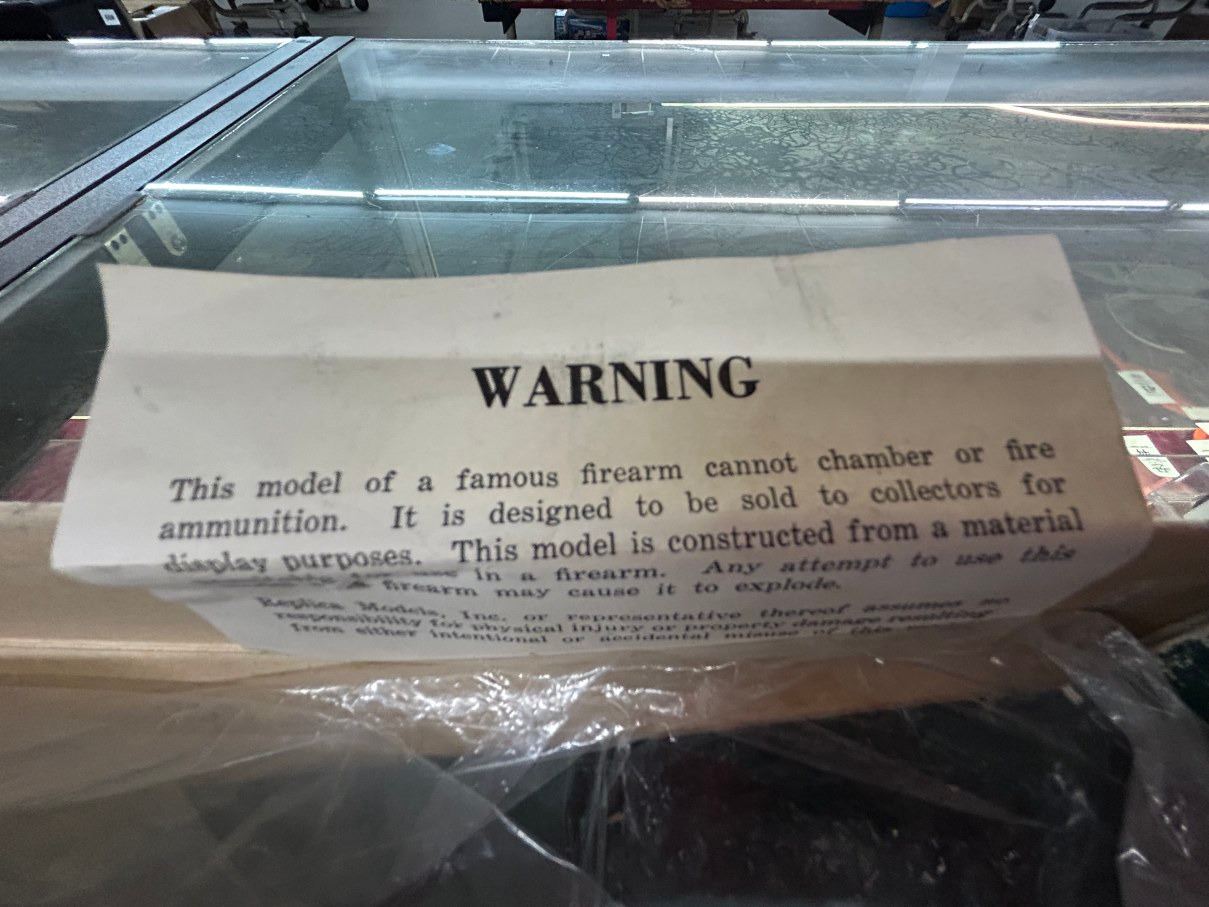 WARNING
This model of a famous firearm cannot chamber or fire
ammunition. It is designed to be sold to collectors for
display purposes. This model is constructed from a material
in a firearm. Any attempt to use this
firearm may cause it to explode.
Replica Models, Inc. or representative thereof assumes no
responsibility for physical injury or property damage resulting
from either intentional or accidental misuse of this